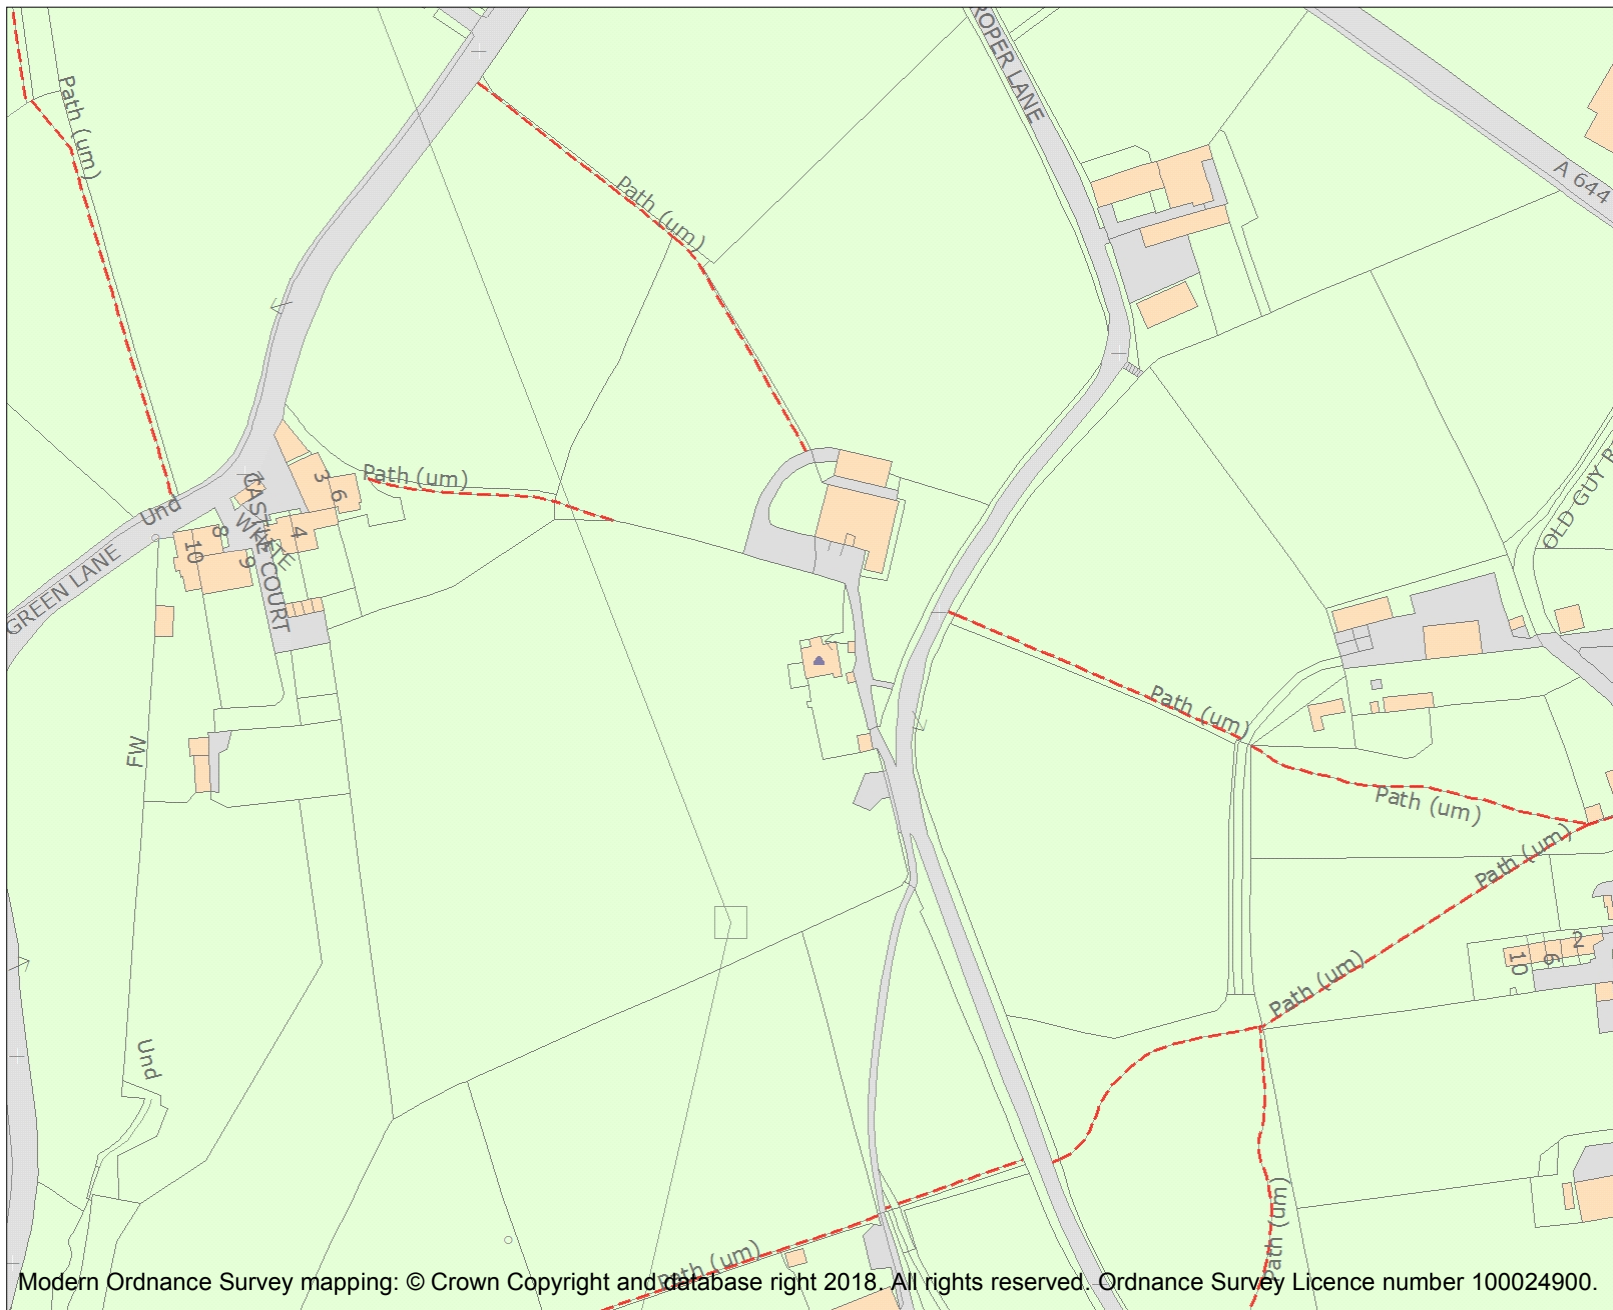 ROPER LANE
Path (um)
A 644
Path (um)
Path (um)
3
6
OLD GUY R
Und
CASTLE COURT
WHITE
8
4
10
9
GREEN LANE
Path (um)
FW
Path (um)
Path (um)
2
6
10
Path (um)
Und
Path (um)
Path (um)
Modern Ordnance Survey mapping: © Crown Copyright and database right 2018. All rights reserved. Ordnance Survey Licence number 100024900.